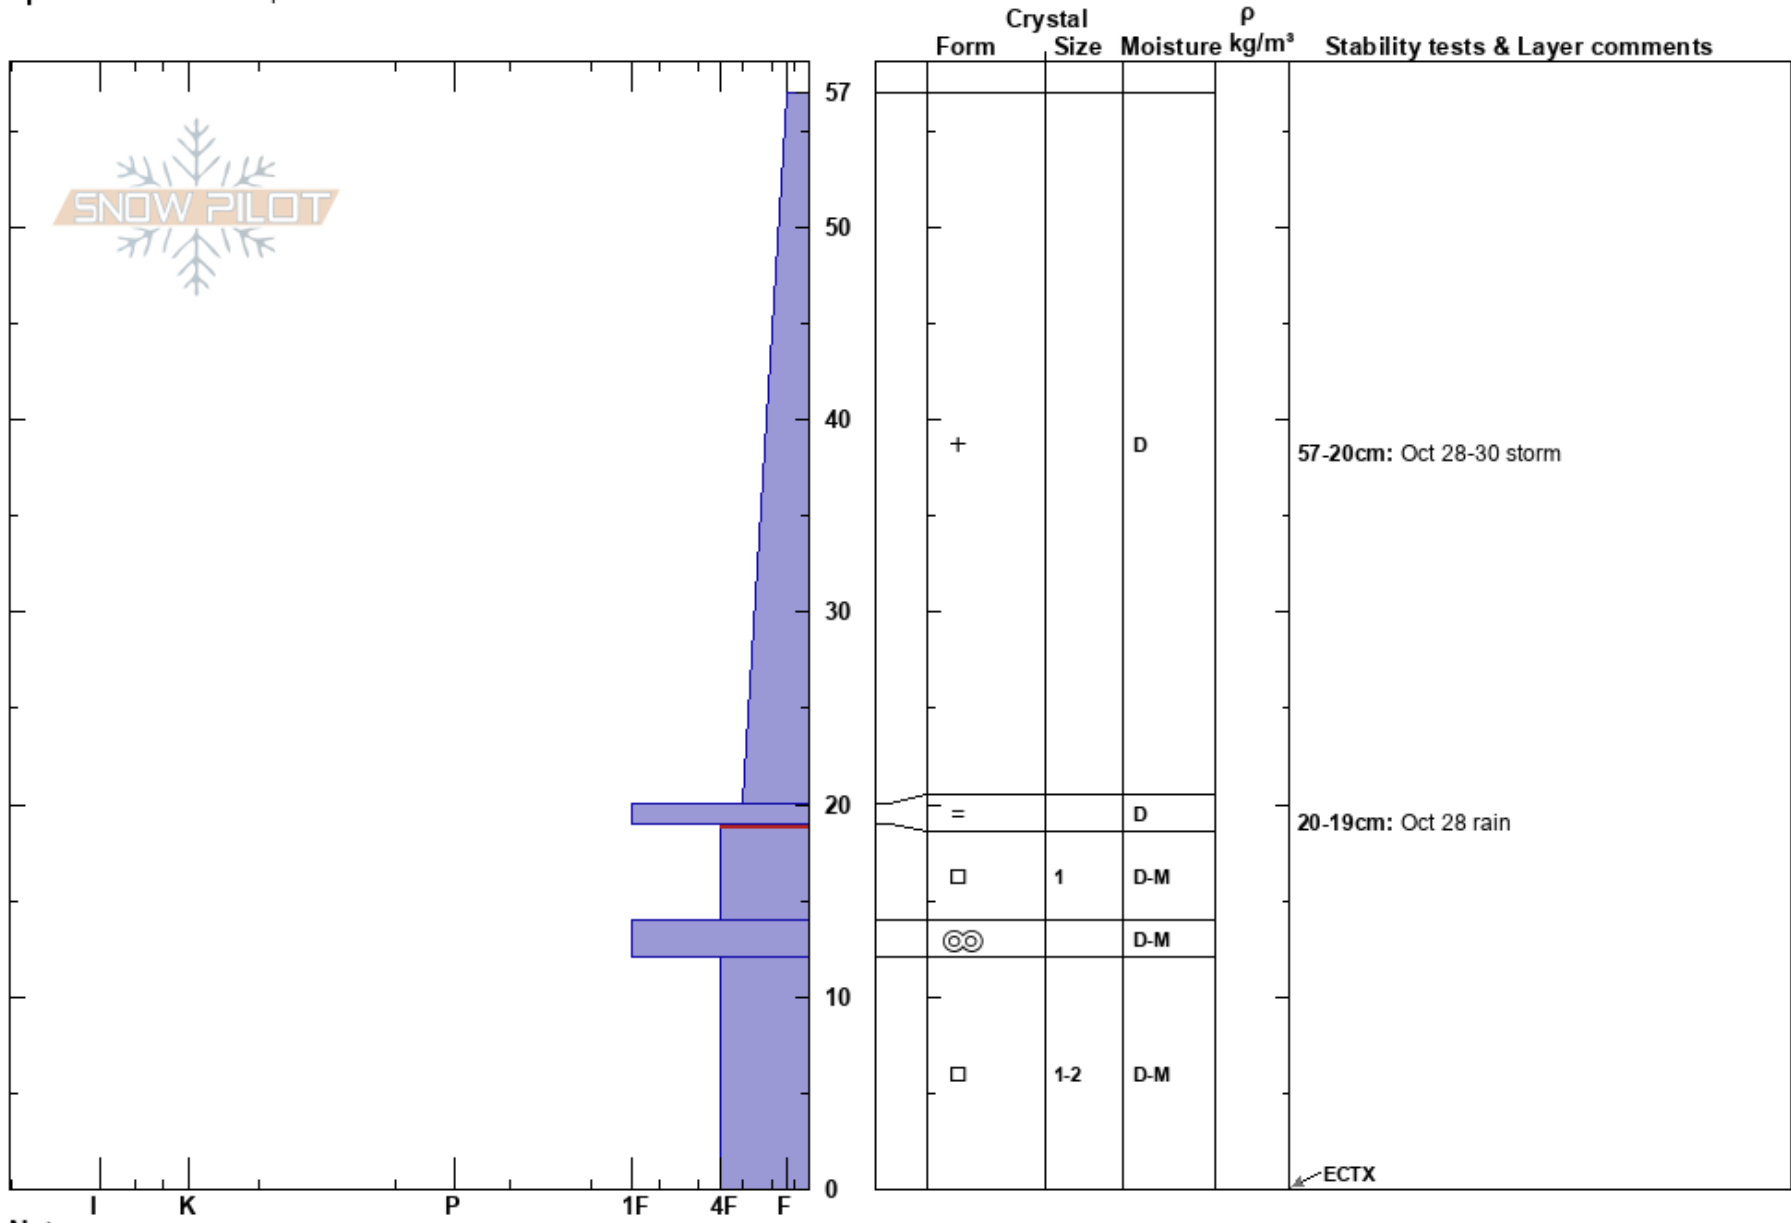 Crystal
ρ
Form Size Moisture kg/m³ Stability tests & Layer comments
57
SNOW PILOT
50
40
+ D 57-20cm: Oct 28-30 storm
30
20 = D 20-19cm: Oct 28 rain
□ 1 D-M
D-M
10
□ 1-2 D-M
ECTX
0
I K P 1F 4F F